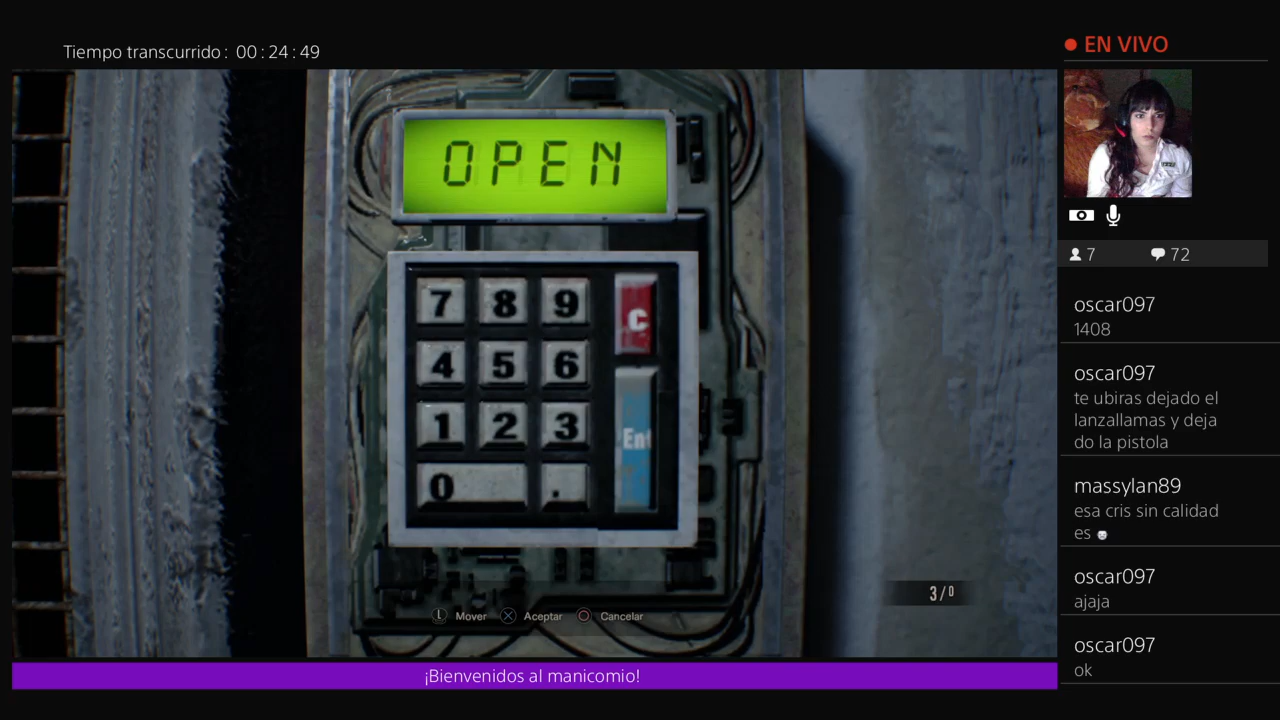 Tiempo transcurrido : 00 : 24 : 49
EN VIVO
OPEN
7 8 9 C
4 5 6
1 2 3 Ent
0 .
3/0
Mover Aceptar Cancelar
¡Bienvenidos al manicomio!
7 72
oscar097
1408
oscar097
te ubiras dejado el
lanzallamas y deja
do la pistola
massylan89
esa cris sin calidad
es
oscar097
ajaja
oscar097
ok